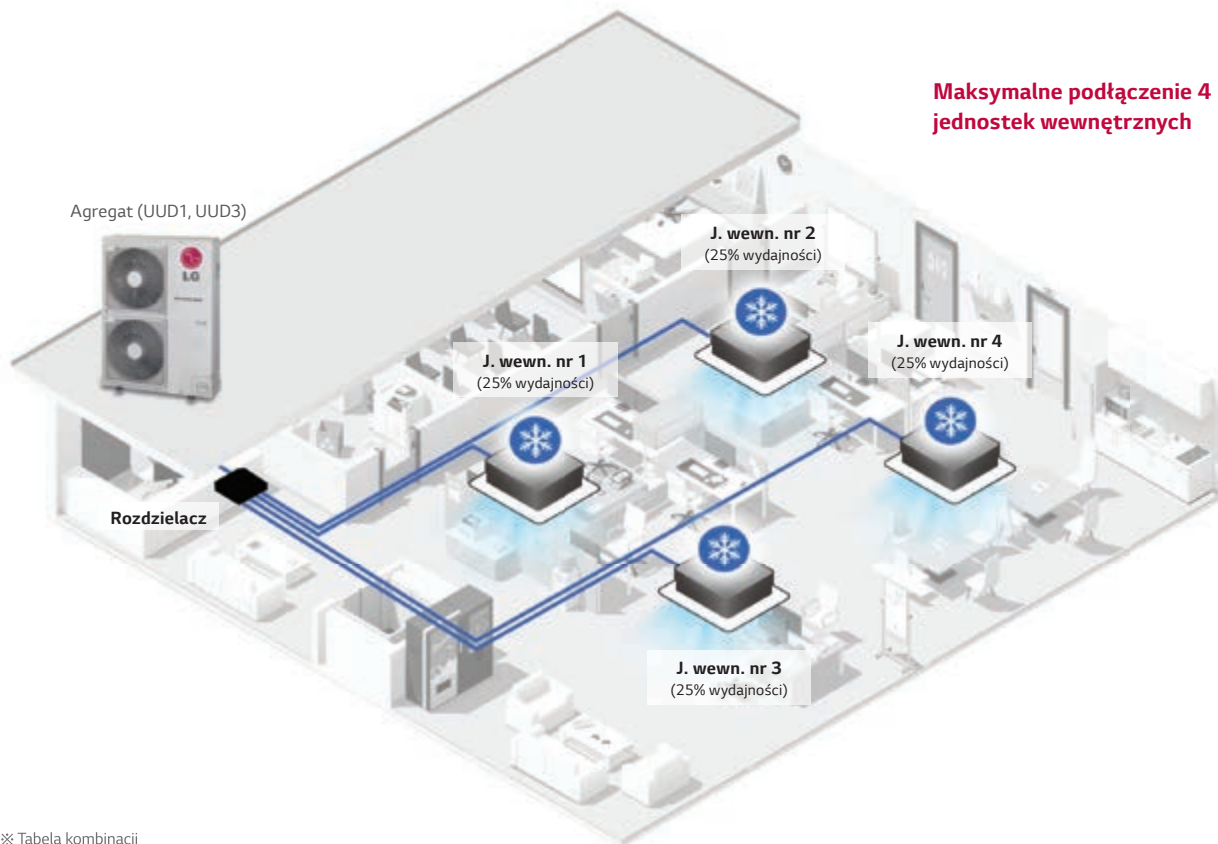 Maksymalne podłączenie 4
jednostek wewnętrznych
Agregat (UUD1, UUD3)
LG
J. wewn. nr 2
(25% wydajności)
J. wewn. nr 4
(25% wydajności)
J. wewn. nr 1
(25% wydajności)
Rozdzielacz
J. wewn. nr 3
(25% wydajności)
※ Tabela kombinacji